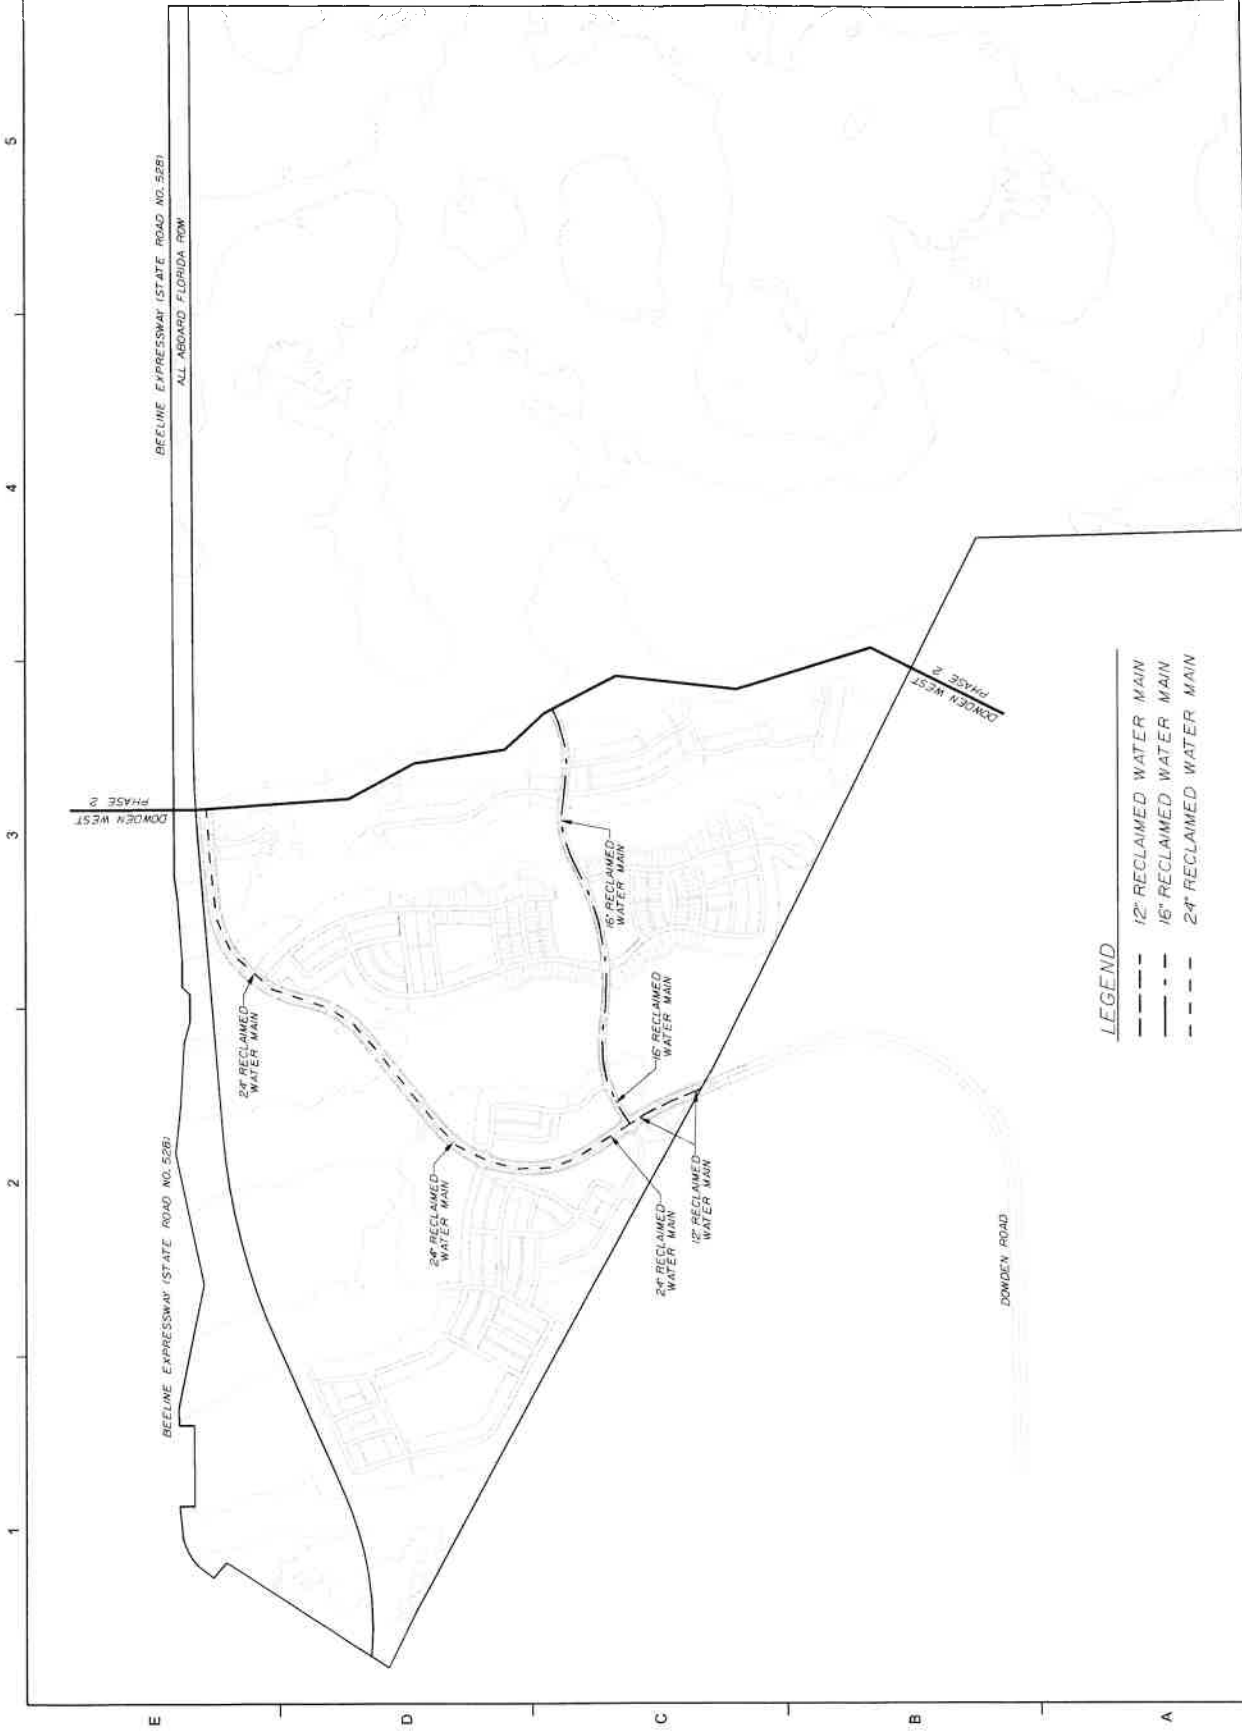 1
2
3
4
5
E
D
C
B
A
BEELINE EXPRESSWAY (STATE ROAD NO. 528)
BEELINE EXPRESSWAY (STATE ROAD NO. 528)
ALL ABOARD FLORIDA ROW
DOWDEN WEST
PHASE 2
24" RECLAIMED
WATER MAIN
24" RECLAIMED
WATER MAIN
16" RECLAIMED
WATER MAIN
16" RECLAIMED
WATER MAIN
24" RECLAIMED
WATER MAIN
12" RECLAIMED
WATER MAIN
DOWDEN WEST
PHASE 2
DOWDEN ROAD
LEGEND
12" RECLAIMED WATER MAIN
16" RECLAIMED WATER MAIN
24" RECLAIMED WATER MAIN